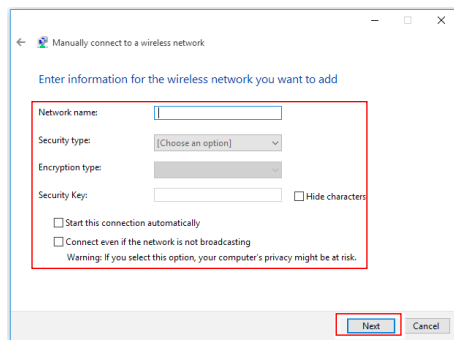 Manually connect to a wireless network
Enter information for the wireless network you want to add
Network name:
Security type: [Choose an option]
Encryption type:
Security Key: Hide characters
Start this connection automatically
Connect even if the network is not broadcasting
Warning: If you select this option, your computer's privacy might be at risk.
Next Cancel